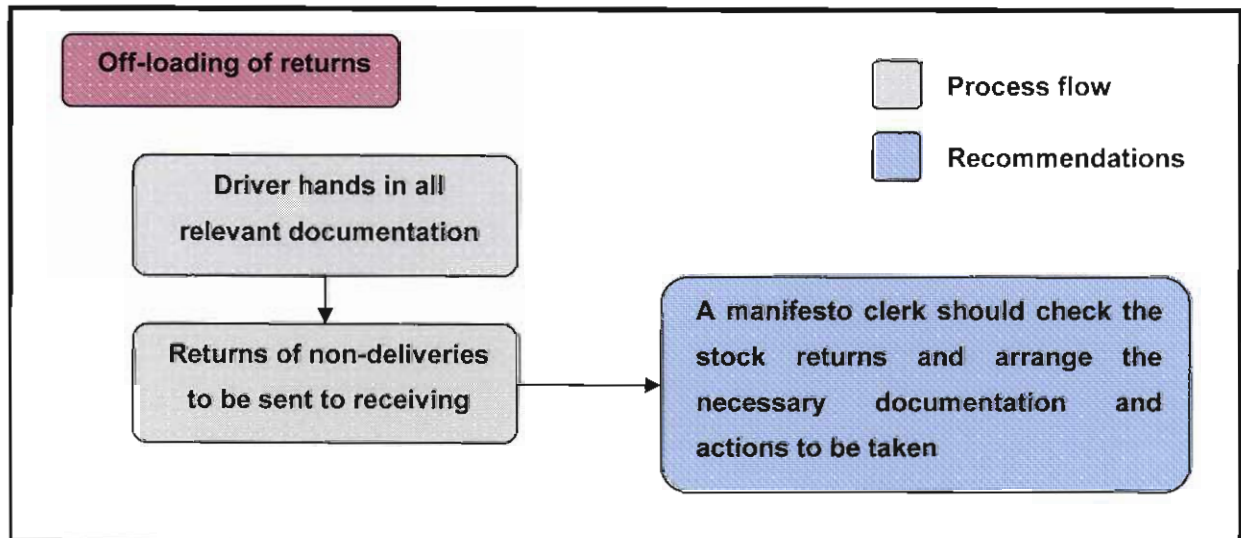 Off-loading of returns
Process flow
Recommendations
Driver hands in all
relevant documentation
Returns of non-deliveries
to be sent to receiving
A manifesto clerk should check the
stock returns and arrange the
necessary documentation and
actions to be taken